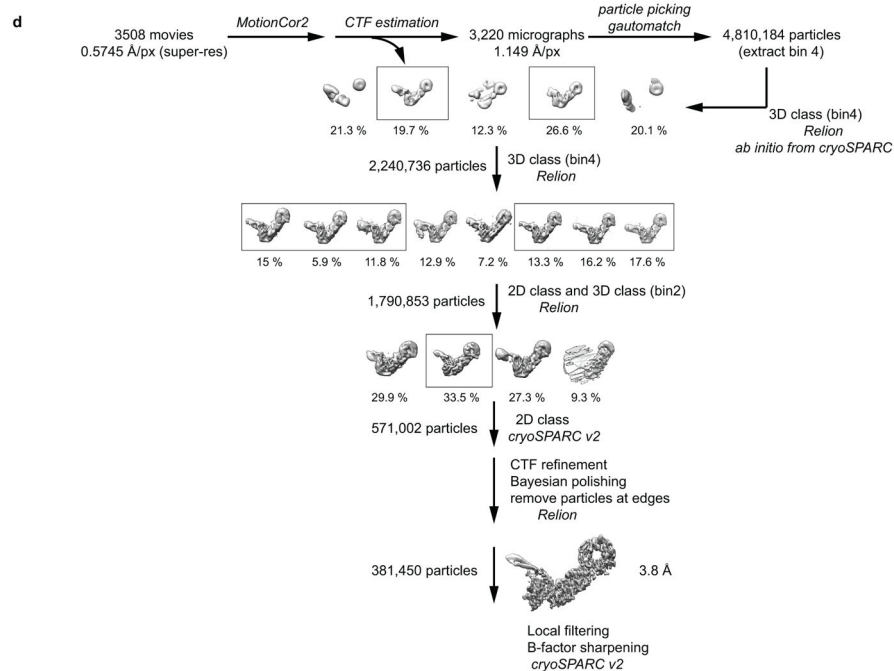 d
3508 movies
0.5745 Å/px (super-res)
MotionCor2
CTF estimation
3,220 micrographs
1.149 Å/px
particle picking
gautomatch
4,810,184 particles
(extract bin 4)
3D class (bin4)
Relion
ab initio from cryoSPARC
21.3 %
19.7 %
12.3 %
26.6 %
20.1 %
2,240,736 particles
3D class (bin4)
Relion
15 %
5.9 %
11.8 %
12.9 %
7.2 %
13.3 %
16.2 %
17.6 %
1,790,853 particles
2D class and 3D class (bin2)
Relion
29.9 %
33.5 %
27.3 %
9.3 %
571,002 particles
2D class
cryoSPARC v2
CTF refinement
Bayesian polishing
remove particles at edges
Relion
381,450 particles
3.8 Å
Local filtering
B-factor sharpening
cryoSPARC v2